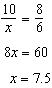 10/x = 8/6
8x = 60
x = 7.5